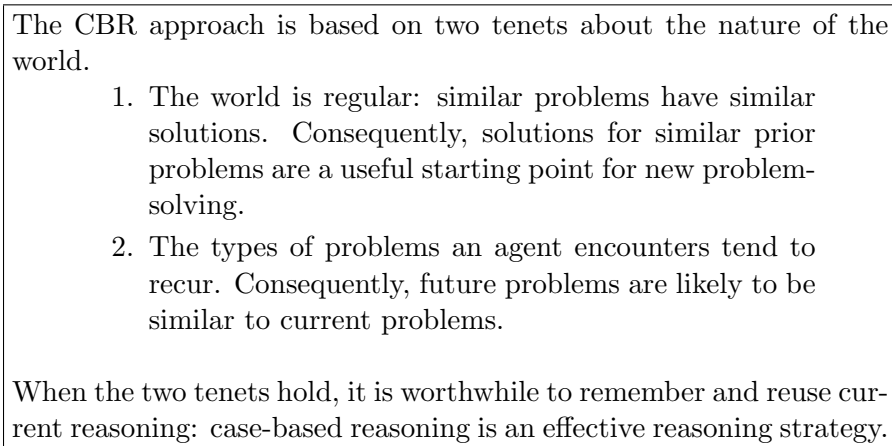 The CBR approach is based on two tenets about the nature of the
world.
1. The world is regular: similar problems have similar
solutions. Consequently, solutions for similar prior
problems are a useful starting point for new problem-
solving.
2. The types of problems an agent encounters tend to
recur. Consequently, future problems are likely to be
similar to current problems.
When the two tenets hold, it is worthwhile to remember and reuse cur-
rent reasoning: case-based reasoning is an effective reasoning strategy.